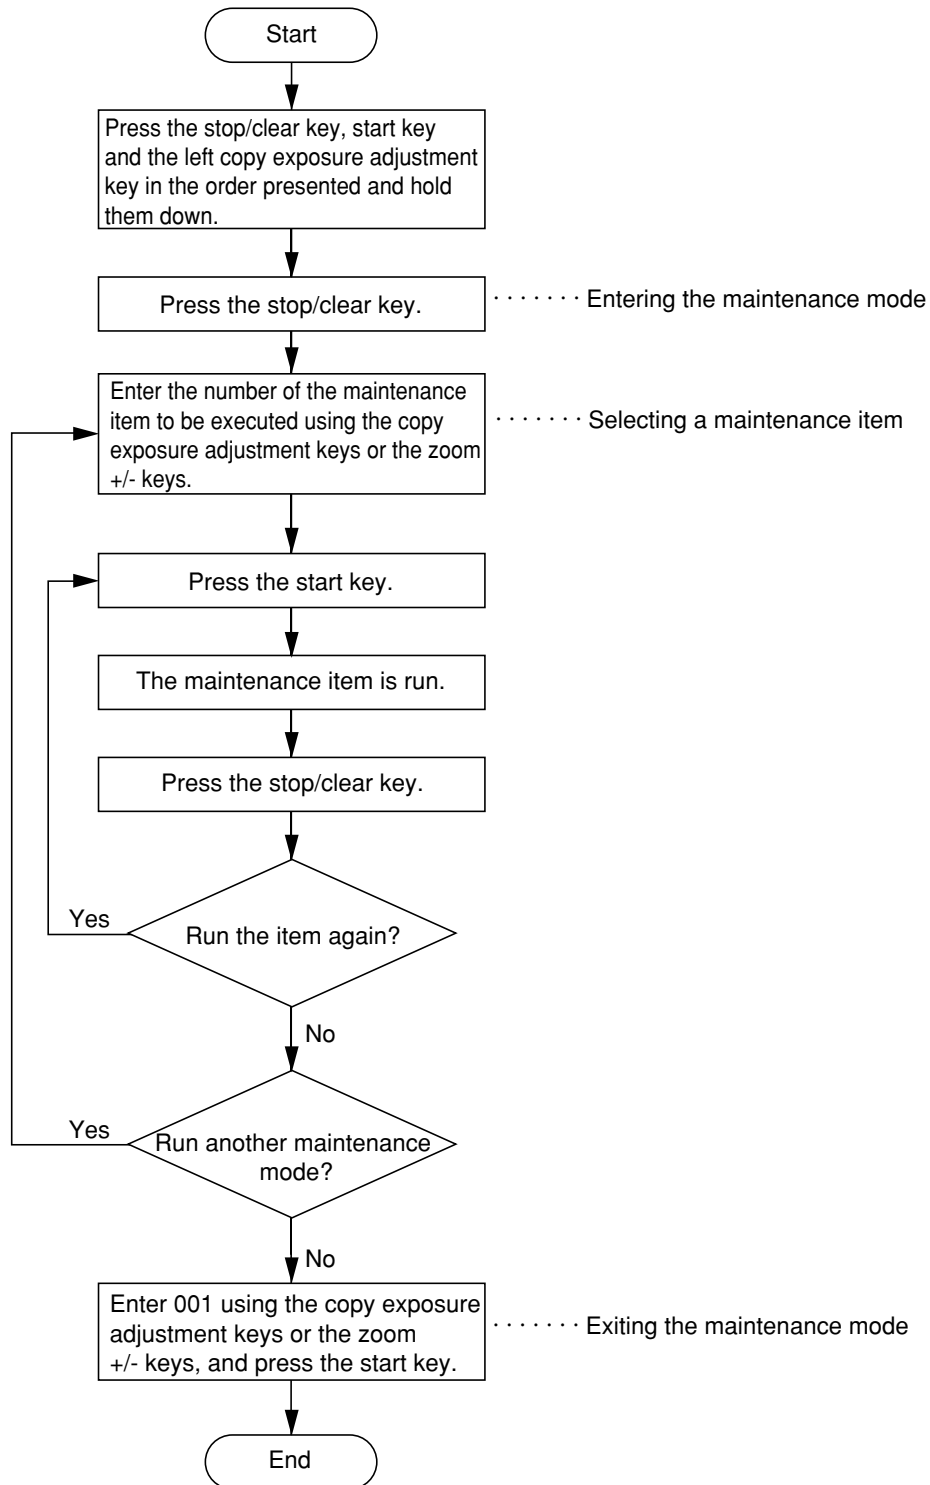 Start
Press the stop/clear key, start key
and the left copy exposure adjustment
key in the order presented and hold
them down.
Press the stop/clear key.
· · · · · · · Entering the maintenance mode
Enter the number of the maintenance
item to be executed using the copy
exposure adjustment keys or the zoom
+/- keys.
· · · · · · · Selecting a maintenance item
Press the start key.
The maintenance item is run.
Press the stop/clear key.
Yes
Run the item again?
No
Yes
Run another maintenance
mode?
No
Enter 001 using the copy exposure
adjustment keys or the zoom
+/- keys, and press the start key.
· · · · · · · Exiting the maintenance mode
End